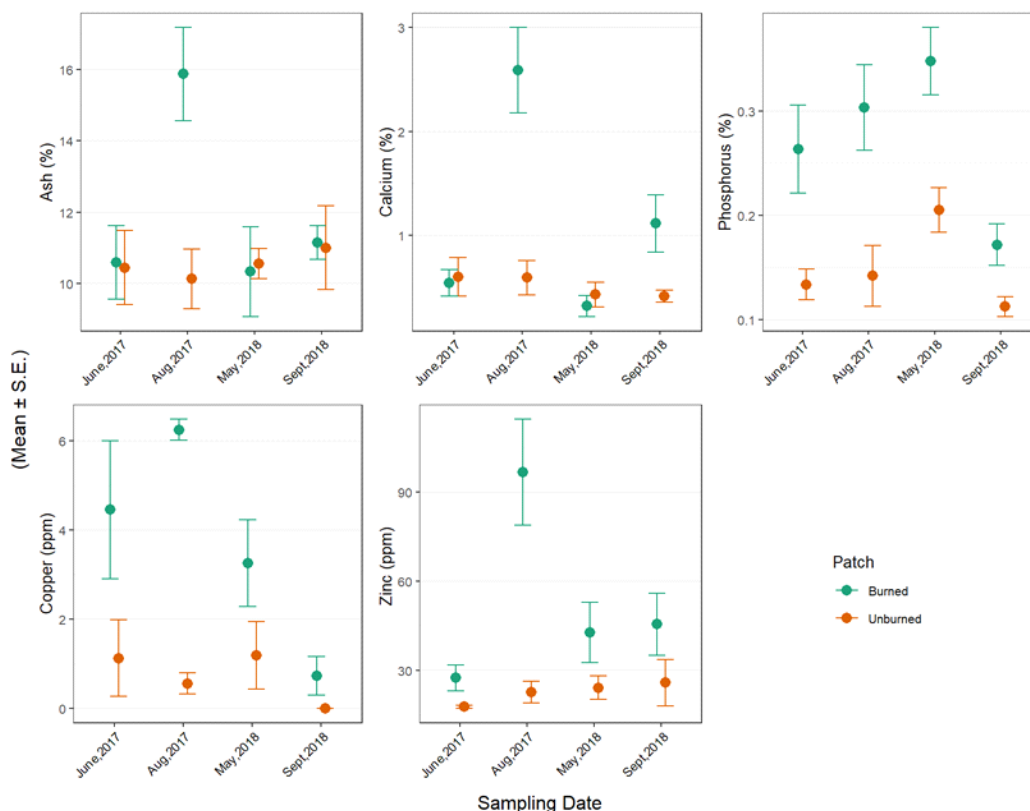 Ash (%)
16
14
12
10
June,2017
Aug,2017
May,2018
Sept,2018
Calcium (%)
3
2
1
June,2017
Aug,2017
May,2018
Sept,2018
Phosphorus (%)
0.3
0.2
0.1
June,2017
Aug,2017
May,2018
Sept,2018
(Mean ± S.E.)
Copper (ppm)
6
4
2
0
June,2017
Aug,2017
May,2018
Sept,2018
Zinc (ppm)
90
60
30
June,2017
Aug,2017
May,2018
Sept,2018
Patch
Burned
Unburned
Sampling Date